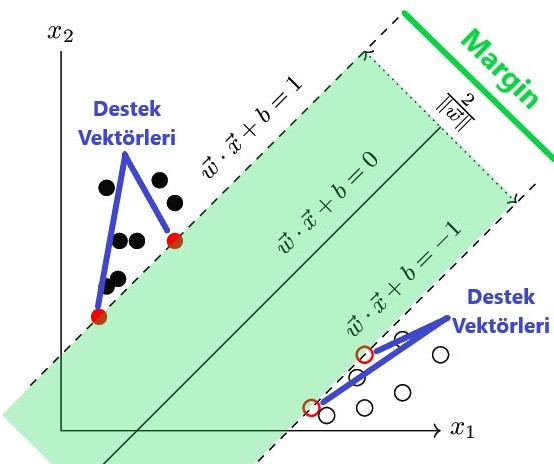 x₂
Margin
Destek
Vektörleri
w⃗ · x⃗ + b = 1
2
‖w⃗‖
w⃗ · x⃗ + b = 0
w⃗ · x⃗ + b = −1
Destek
Vektörleri
x₁